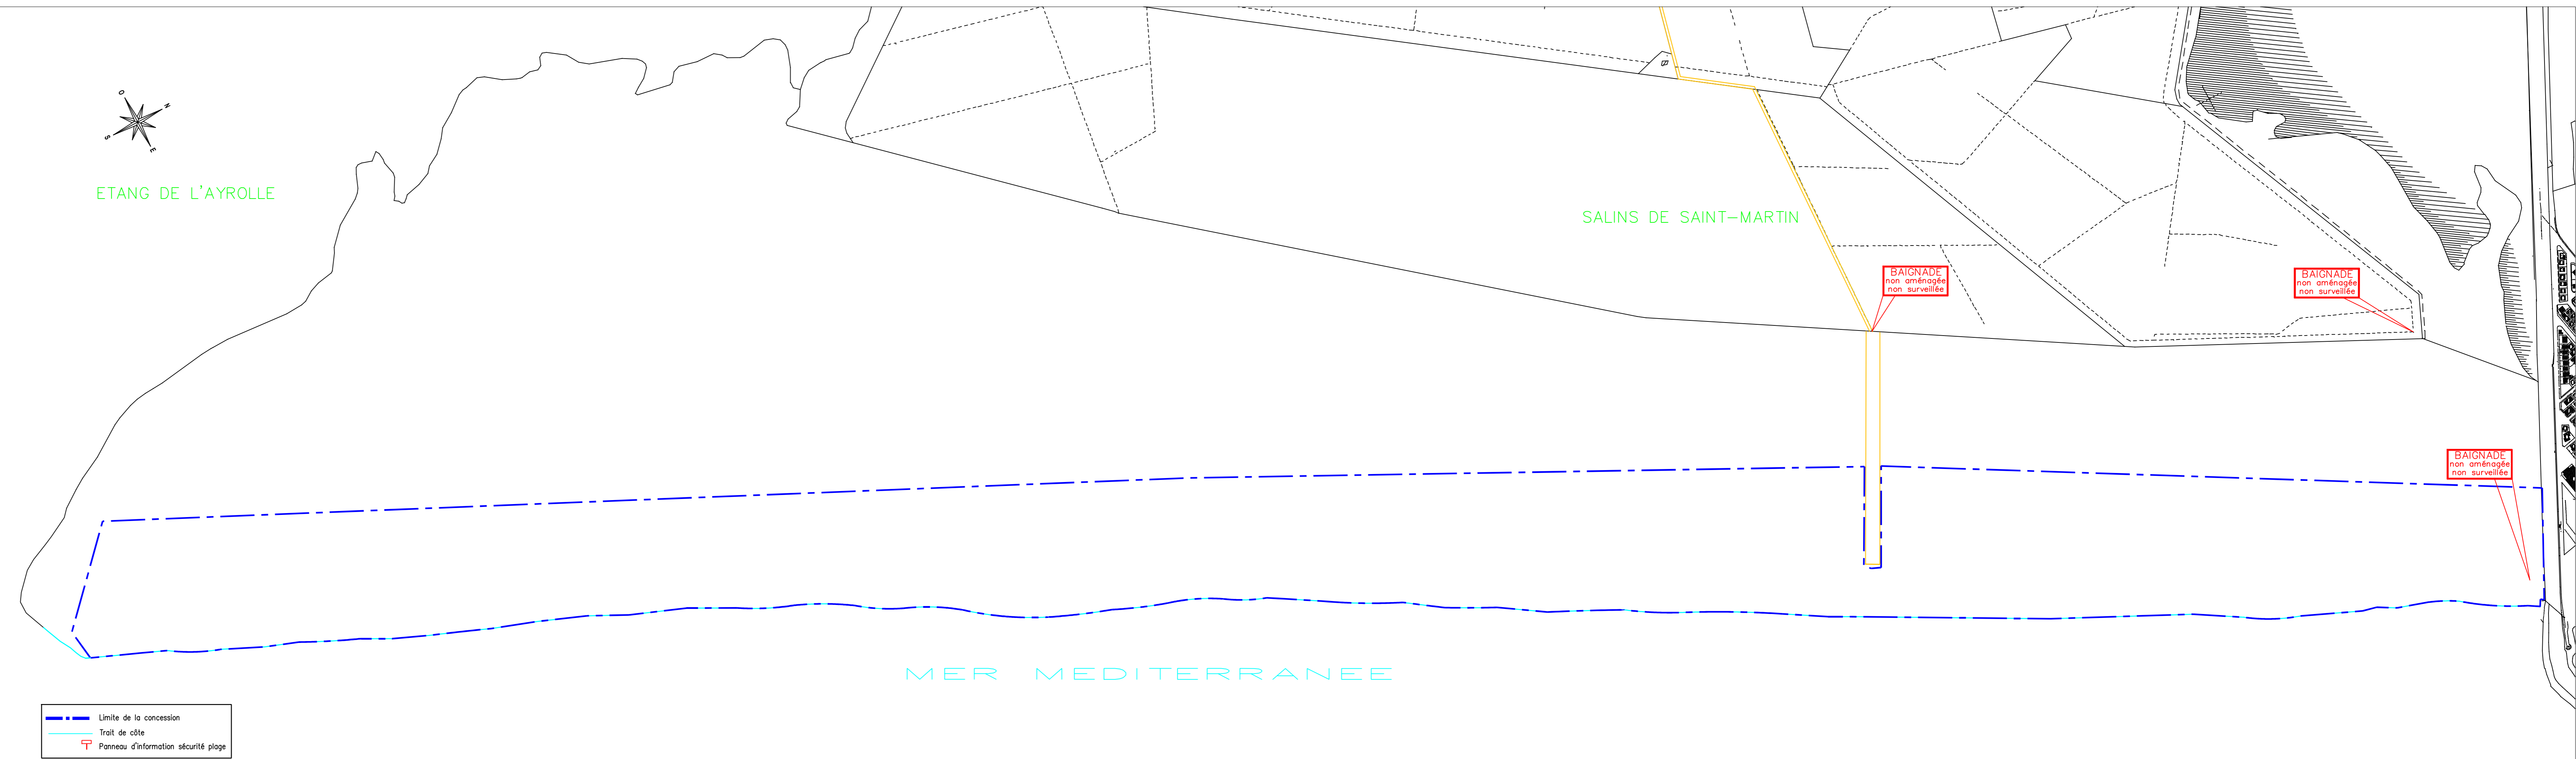 O
N
S
E
ETANG DE L'AYROLLE
SALINS DE SAINT-MARTIN
BAIGNADE
non aménagée
non surveillée
BAIGNADE
non aménagée
non surveillée
BAIGNADE
non aménagée
non surveillée
MER MEDITERRANEE
Limite de la concession
Trait de côte
Panneau d'information sécurité plage